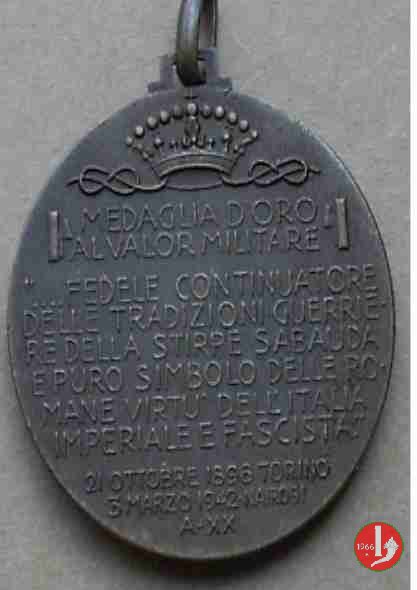 MEDAGLIA D'ORO
AL VALOR MILITARE
"....FEDELE CONTINUATORE
DELLE TRADIZIONI GUERRIE-
RE DELLA STIRPE SABAUDA
E PURO SIMBOLO DELLE RO-
MANE VIRTU' DELL'ITALIA
IMPERIALE E FASCISTA."
21 OTTOBRE 1898 TORINO
3 MARZO 1942-NAIROBI
A-XX
1966